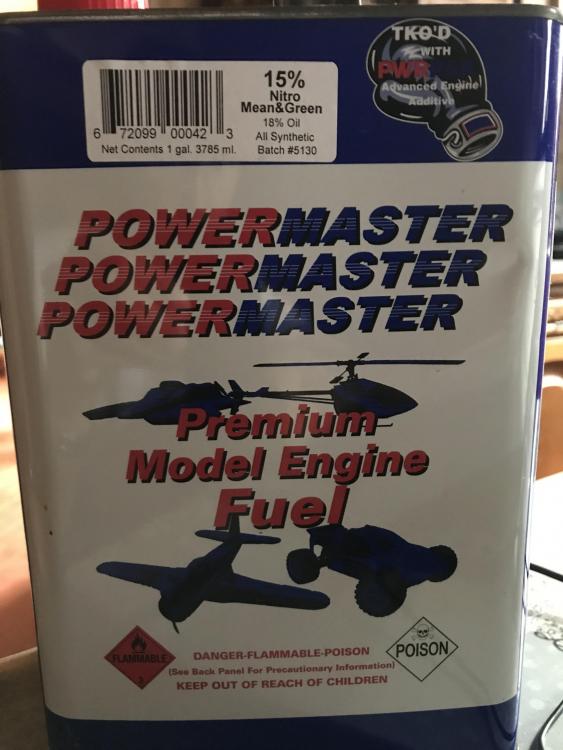 TKO'D
WITH
PWR
Advanced Engine
Additive
15%
Nitro
Mean&Green
18% Oil
All Synthetic
Batch #5130
6 72099 00042 3
Net Contents 1 gal. 3785 ml.
POWERMASTER
POWERMASTER
POWERMASTER
Premium
Model Engine
Fuel
FLAMMABLE
3
DANGER-FLAMMABLE-POISON
(See Back Panel For Precautionary Information)
KEEP OUT OF REACH OF CHILDREN
POISON